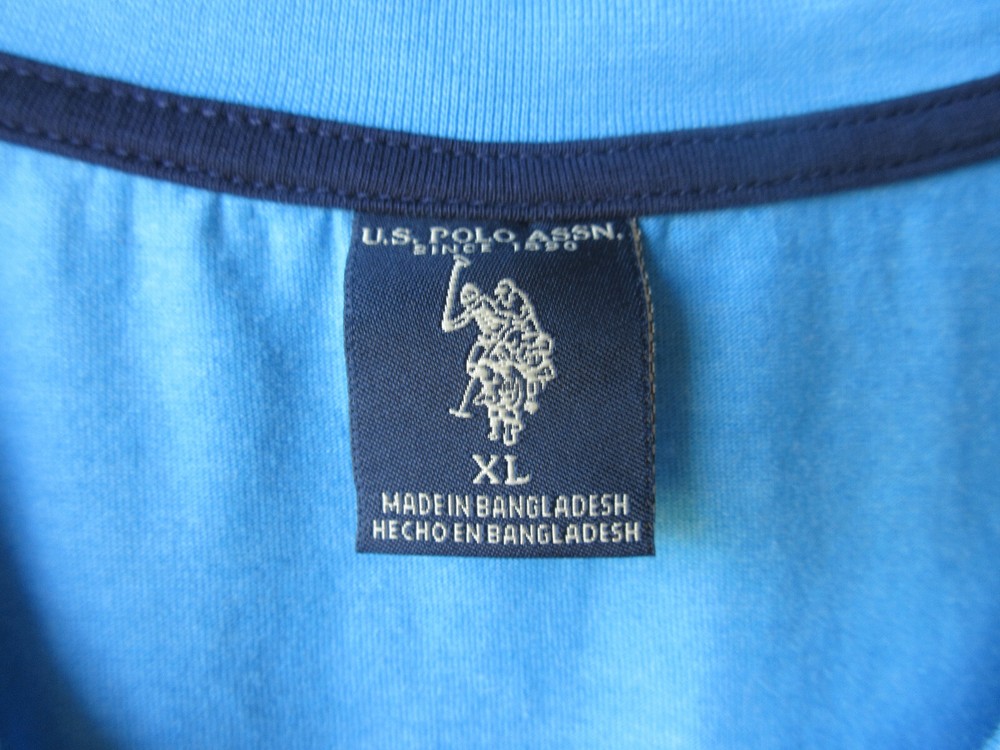 U.S. POLO ASSN.
SINCE 1890
XL
MADE IN BANGLADESH
HECHO EN BANGLADESH